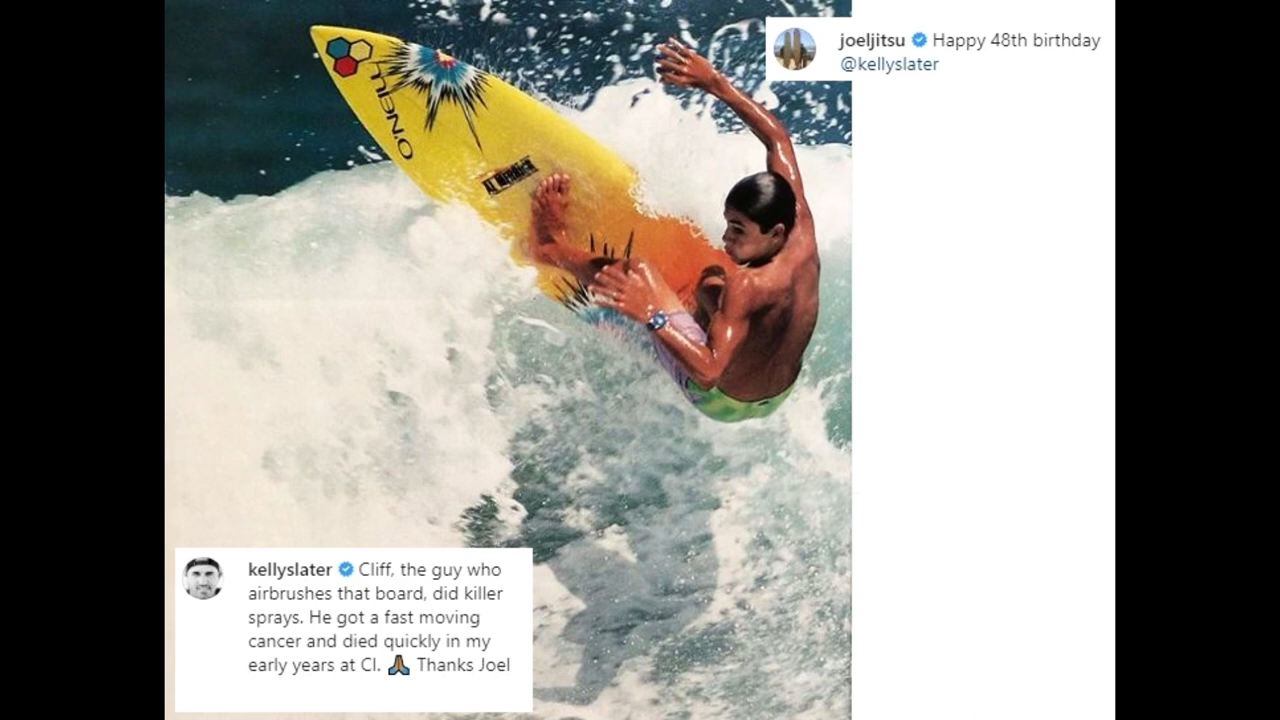 joeljitsu Happy 48th birthday
@kellyslater
O'NEILL
Al Merrick
kellyslater Cliff, the guy who
airbrushes that board, did killer
sprays. He got a fast moving
cancer and died quickly in my
early years at CI. 🙏🏾 Thanks Joel